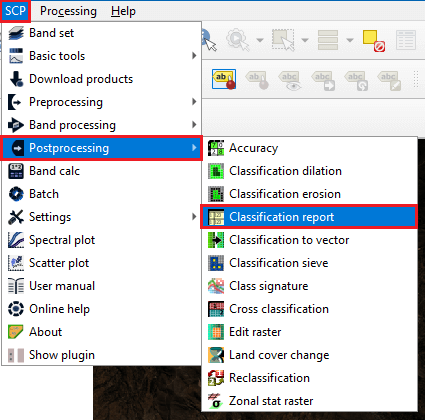 SCP Processing Help
Band set
Basic tools
Download products
Preprocessing
Band processing
Postprocessing
Band calc
Batch
Settings
Spectral plot
Scatter plot
User manual
Online help
About
Show plugin
Accuracy
Classification dilation
Classification erosion
Classification report
Classification to vector
Classification sieve
Class signature
Cross classification
Edit raster
Land cover change
Reclassification
Zonal stat raster